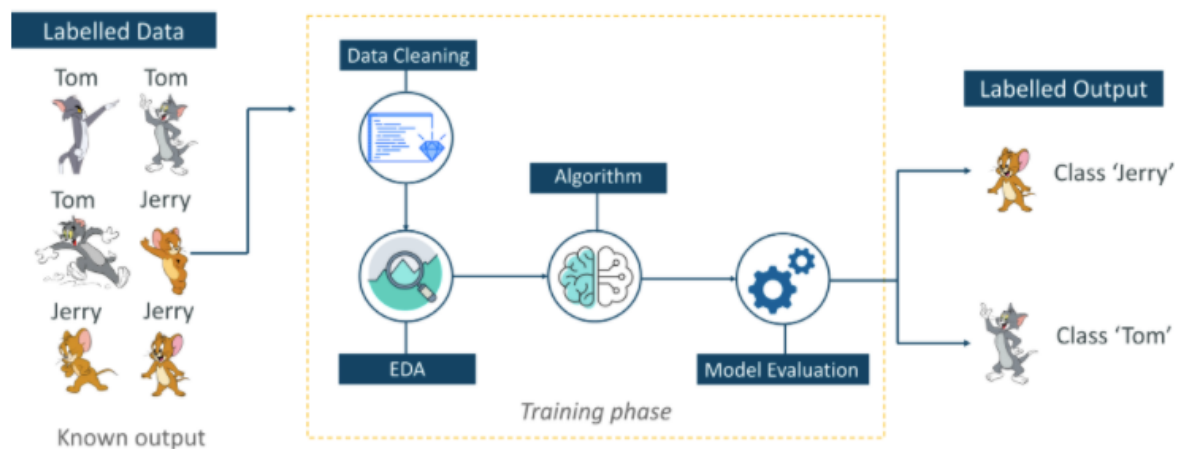 Labelled Data
Tom
Tom
Tom
Jerry
Jerry
Jerry
Known output
Data Cleaning
EDA
Algorithm
Model Evaluation
Training phase
Labelled Output
Class ‘Jerry’
Class ‘Tom’